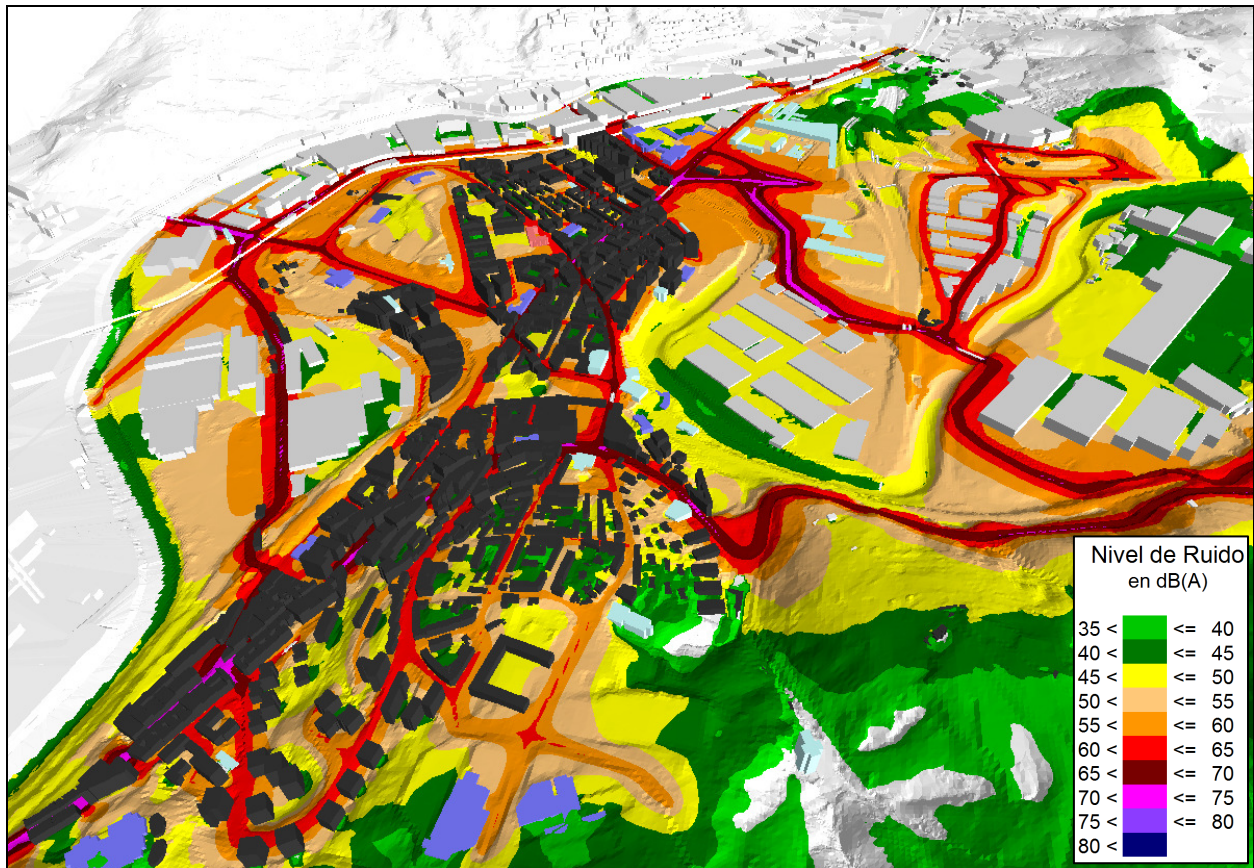 Nivel de Ruido
en dB(A)
35 < <= 40
40 < <= 45
45 < <= 50
50 < <= 55
55 < <= 60
60 < <= 65
65 < <= 70
70 < <= 75
75 < <= 80
80 <